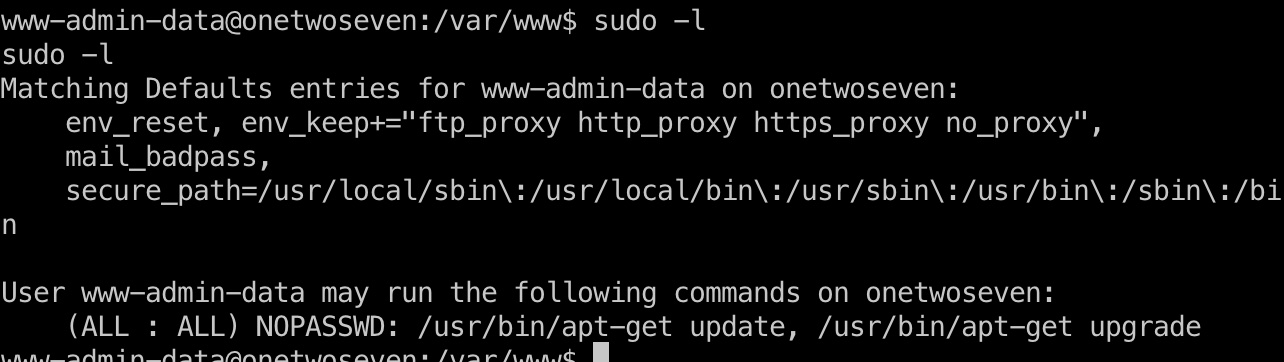 www-admin-data@onetwoseven:/var/www$ sudo -l
sudo -l
Matching Defaults entries for www-admin-data on onetwoseven:
    env_reset, env_keep+="ftp_proxy http_proxy https_proxy no_proxy",
    mail_badpass,
    secure_path=/usr/local/sbin\:/usr/local/bin\:/usr/sbin\:/usr/bin\:/sbin\:/bi
n

User www-admin-data may run the following commands on onetwoseven:
    (ALL : ALL) NOPASSWD: /usr/bin/apt-get update, /usr/bin/apt-get upgrade
www-admin-data@onetwoseven:/var/www$